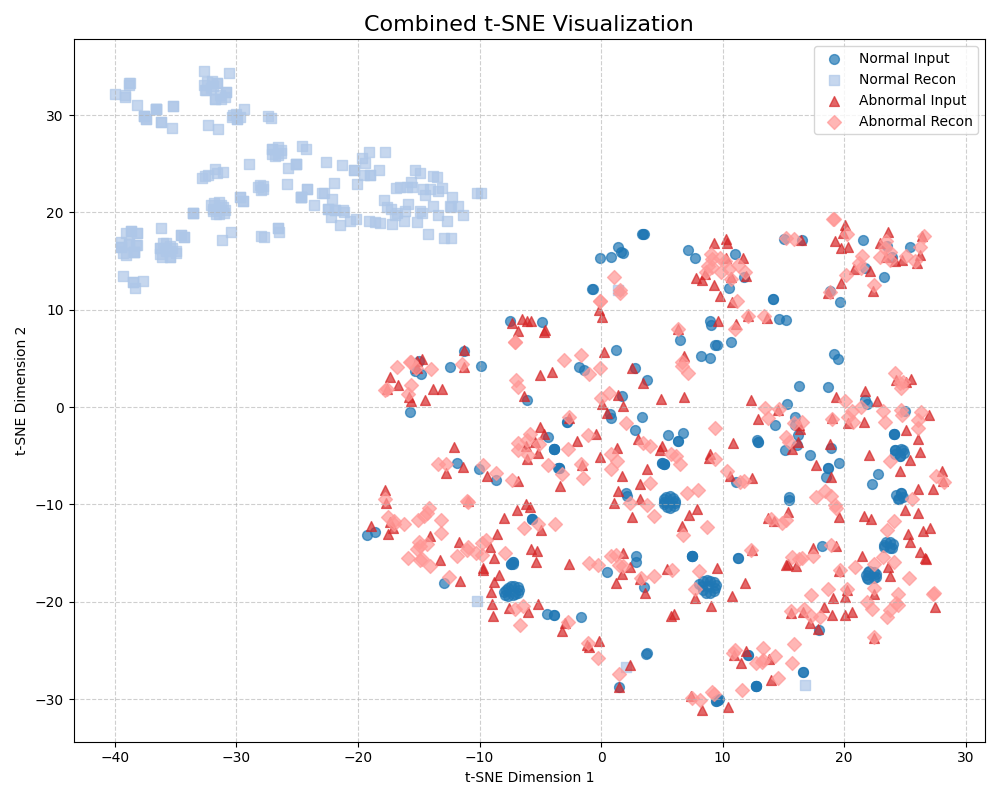 Combined t-SNE Visualization
Normal Input
Normal Recon
Abnormal Input
Abnormal Recon
30
20
10
0
−10
−20
−30
t-SNE Dimension 2
−40
−30
−20
−10
0
10
20
30
t-SNE Dimension 1